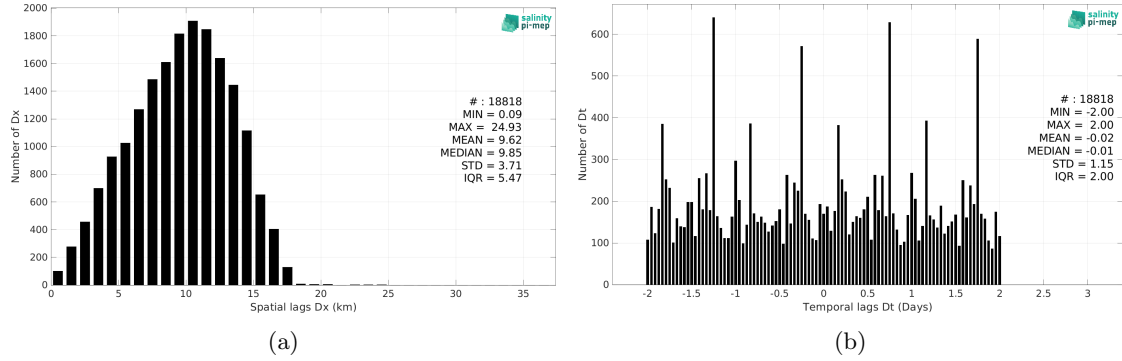 2000
1800
1600
1400
1200
1000
800
600
400
200
0
Number of Dx
salinity
pi-mep
# : 18818
MIN = 0.09
MAX = 24.93
MEAN = 9.62
MEDIAN = 9.85
STD = 3.71
IQR = 5.47
0 5 10 15 20 25 30 35
Spatial lags Dx (km)
(a)
600
500
400
300
200
100
0
Number of Dt
salinity
pi-mep
# : 18818
MIN = -2.00
MAX = 2.00
MEAN = -0.02
MEDIAN = -0.01
STD = 1.15
IQR = 2.00
-2 -1.5 -1 -0.5 0 0.5 1 1.5 2 2.5 3
Temporal lags Dt (Days)
(b)